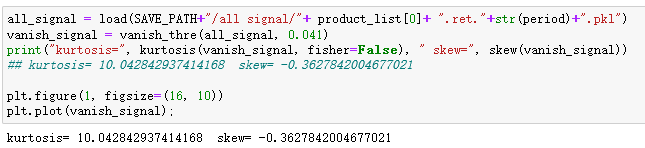 all_signal = load(SAVE_PATH+"/all signal/"+ product_list[0]+ ".ret."+str(period)+".pkl")
vanish_signal = vanish_thre(all_signal, 0.041)
print("kurtosis=", kurtosis(vanish_signal, fisher=False), " skew=", skew(vanish_signal))
## kurtosis= 10.042842937414168  skew= -0.3627842004677021
plt.figure(1, figsize=(16, 10))
plt.plot(vanish_signal);
kurtosis= 10.042842937414168  skew= -0.3627842004677021